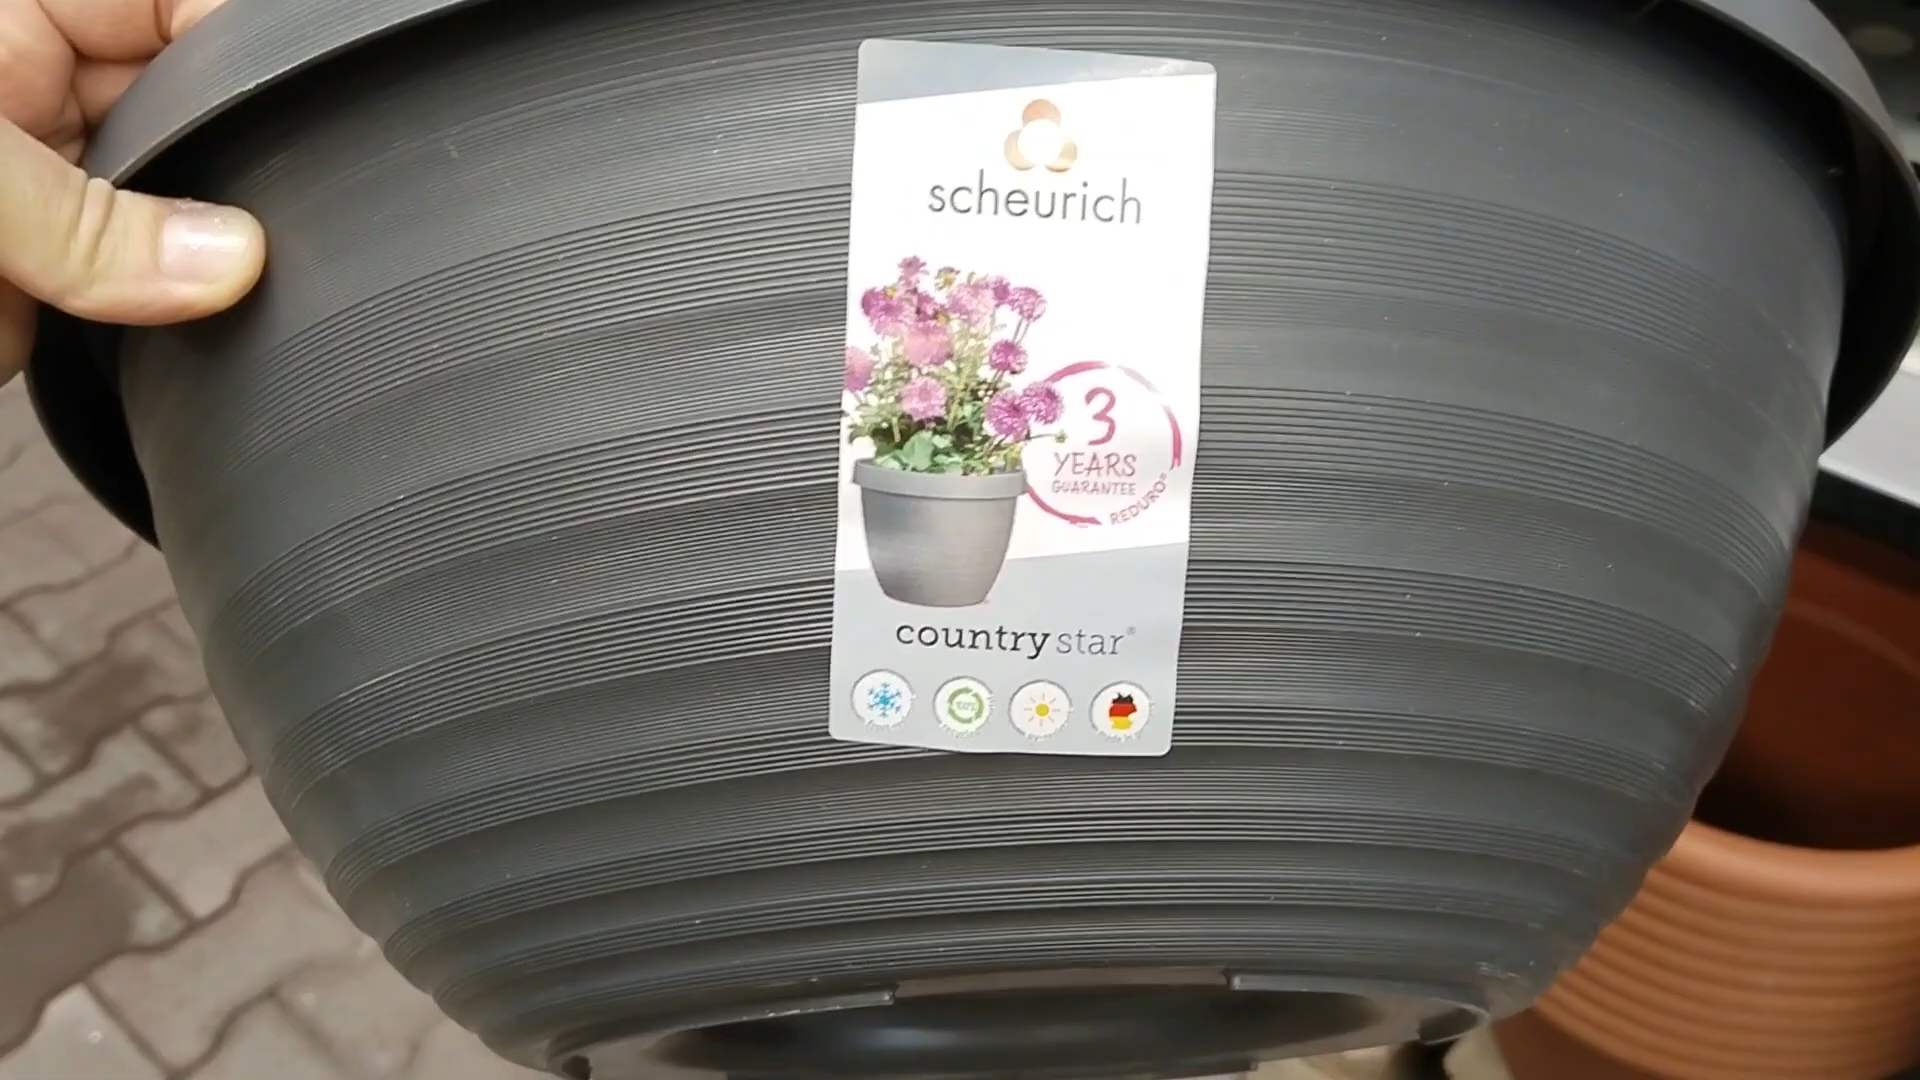 scheurich
3
YEARS
GUARANTEE
REDURO®
country star®